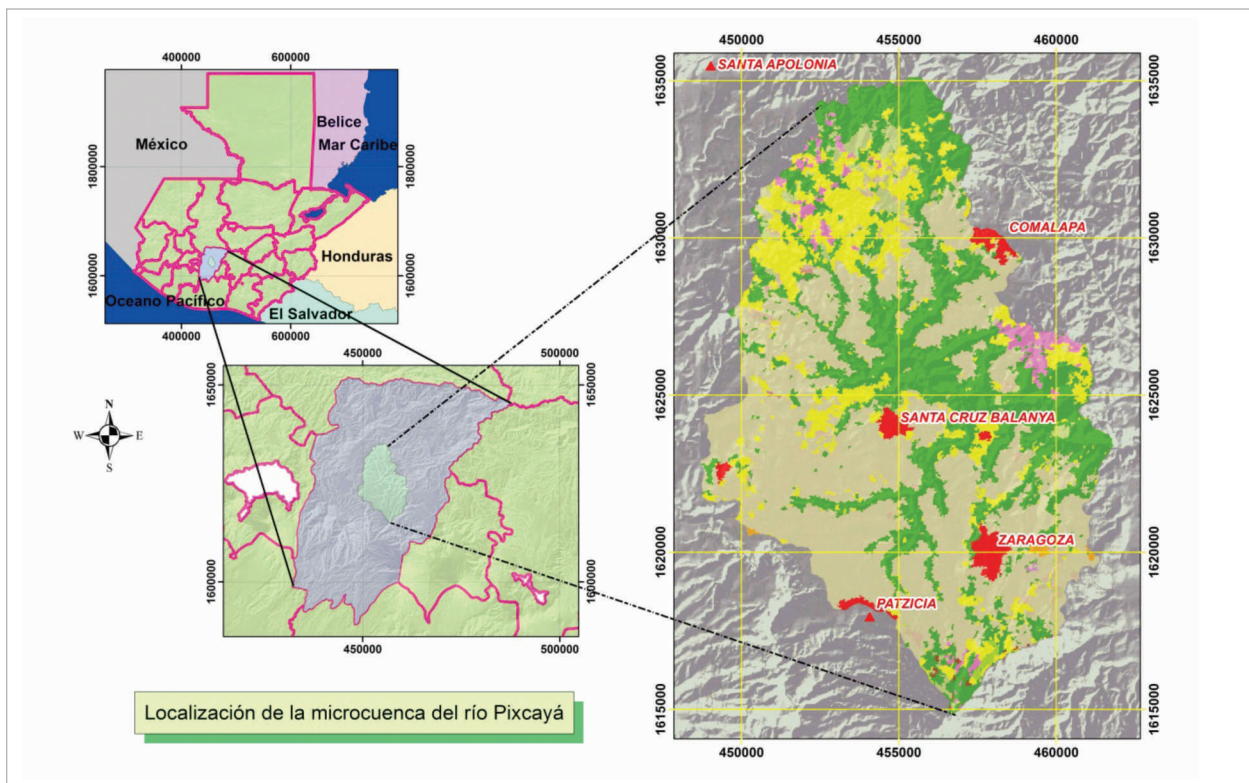 400000 600000
México
Belice
Mar Caribe
1800000
1800000
Honduras
1600000
1600000
Oceano Pacífico
El Salvador
400000 600000
450000 500000
1650000
1650000
N
W E
S
1600000
1600000
450000 500000
Localización de la microcuenca del río Pixcayá
450000 455000 460000
SANTA APOLONIA
1635000
1635000
COMALAPA
1630000
1630000
1625000
1625000
SANTA CRUZ BALANYA
ZARAGOZA
1620000
1620000
PATZICIA
1615000
1615000
450000 455000 460000